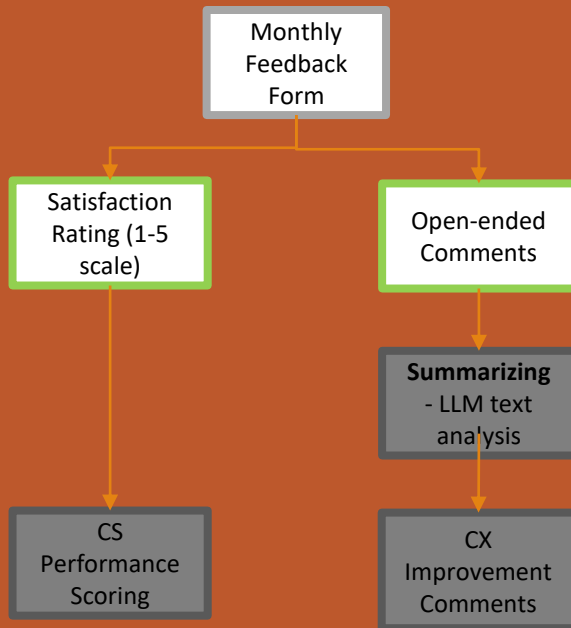 Monthly
Feedback
Form
Satisfaction
Rating (1-5
scale)
Open-ended
Comments
Summarizing
- LLM text
analysis
CS
Performance
Scoring
CX
Improvement
Comments